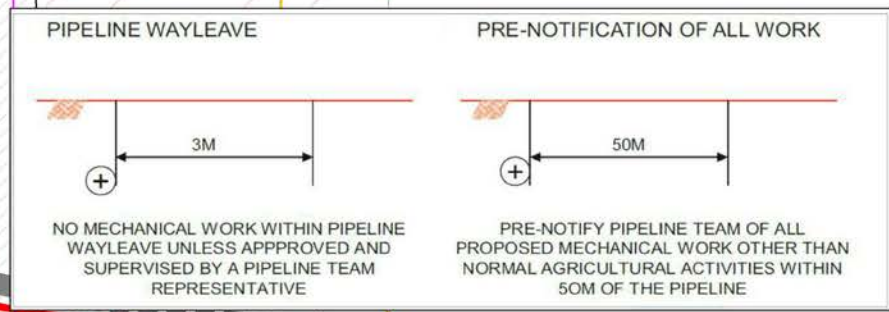 PIPELINE WAYLEAVE
3M
NO MECHANICAL WORK WITHIN PIPELINE
WAYLEAVE UNLESS APPPROVED AND
SUPERVISED BY A PIPELINE TEAM
REPRESENTATIVE
PRE-NOTIFICATION OF ALL WORK
50M
PRE-NOTIFY PIPELINE TEAM OF ALL
PROPOSED MECHANICAL WORK OTHER THAN
NORMAL AGRICULTURAL ACTIVITIES WITHIN
5OM OF THE PIPELINE